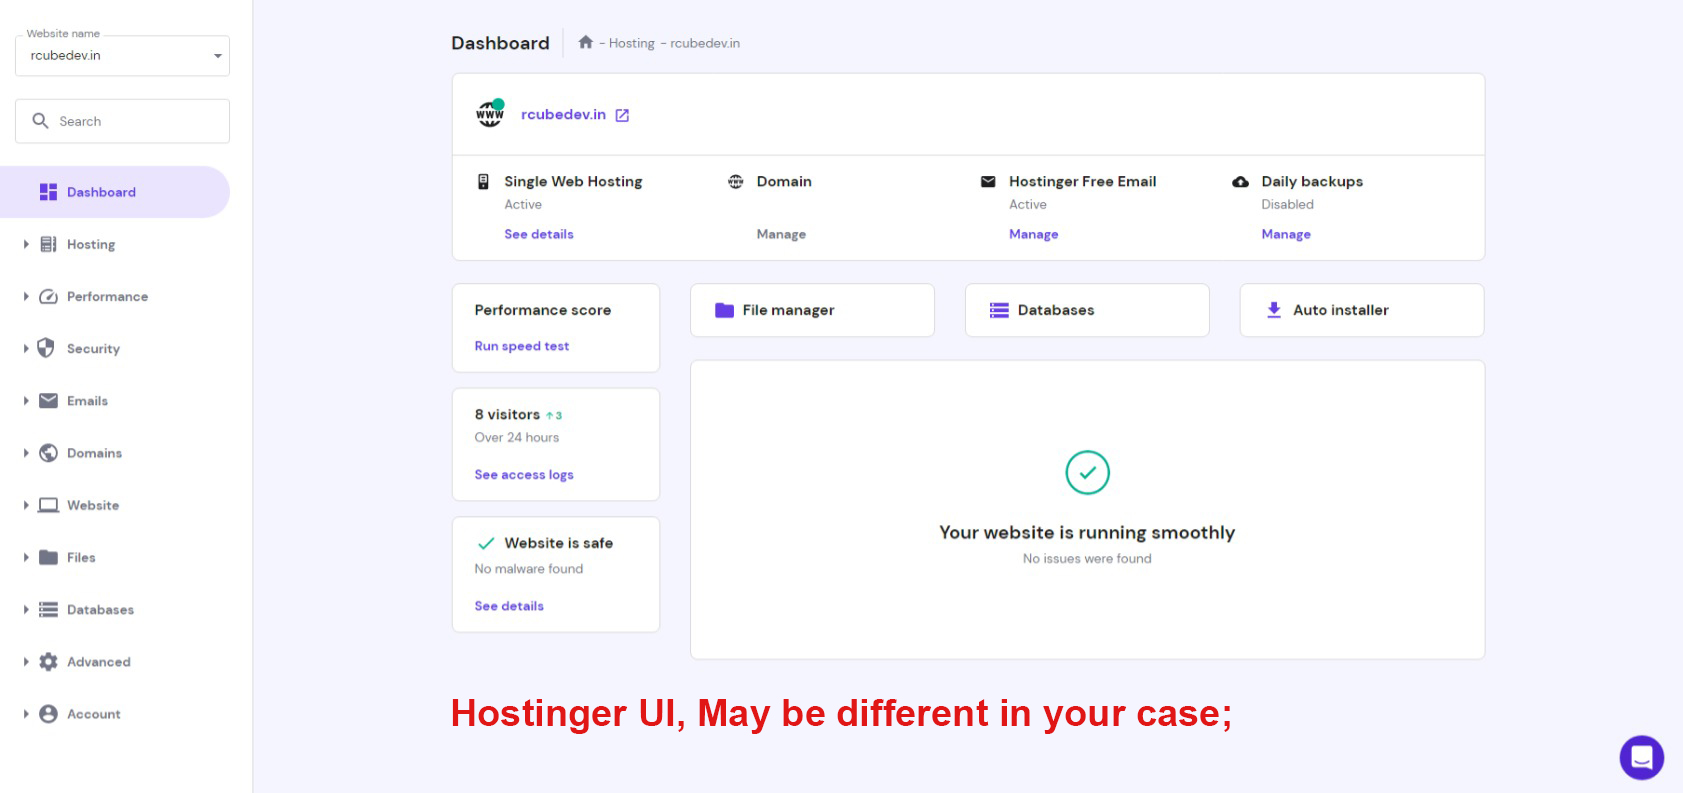 Website name
rcubedev.in
Search
Dashboard
Hosting
Performance
Security
Emails
Domains
Website
Files
Databases
Advanced
Account
Dashboard
- Hosting - rcubedev.in
WWW
rcubedev.in
Single Web Hosting
Active
See details
Domain
Manage
Hostinger Free Email
Active
Manage
Daily backups
Disabled
Manage
Performance score
Run speed test
File manager
Databases
Auto installer
8 visitors ↑3
Over 24 hours
See access logs
Website is safe
No malware found
See details
Your website is running smoothly
No issues were found
Hostinger UI, May be different in your case;